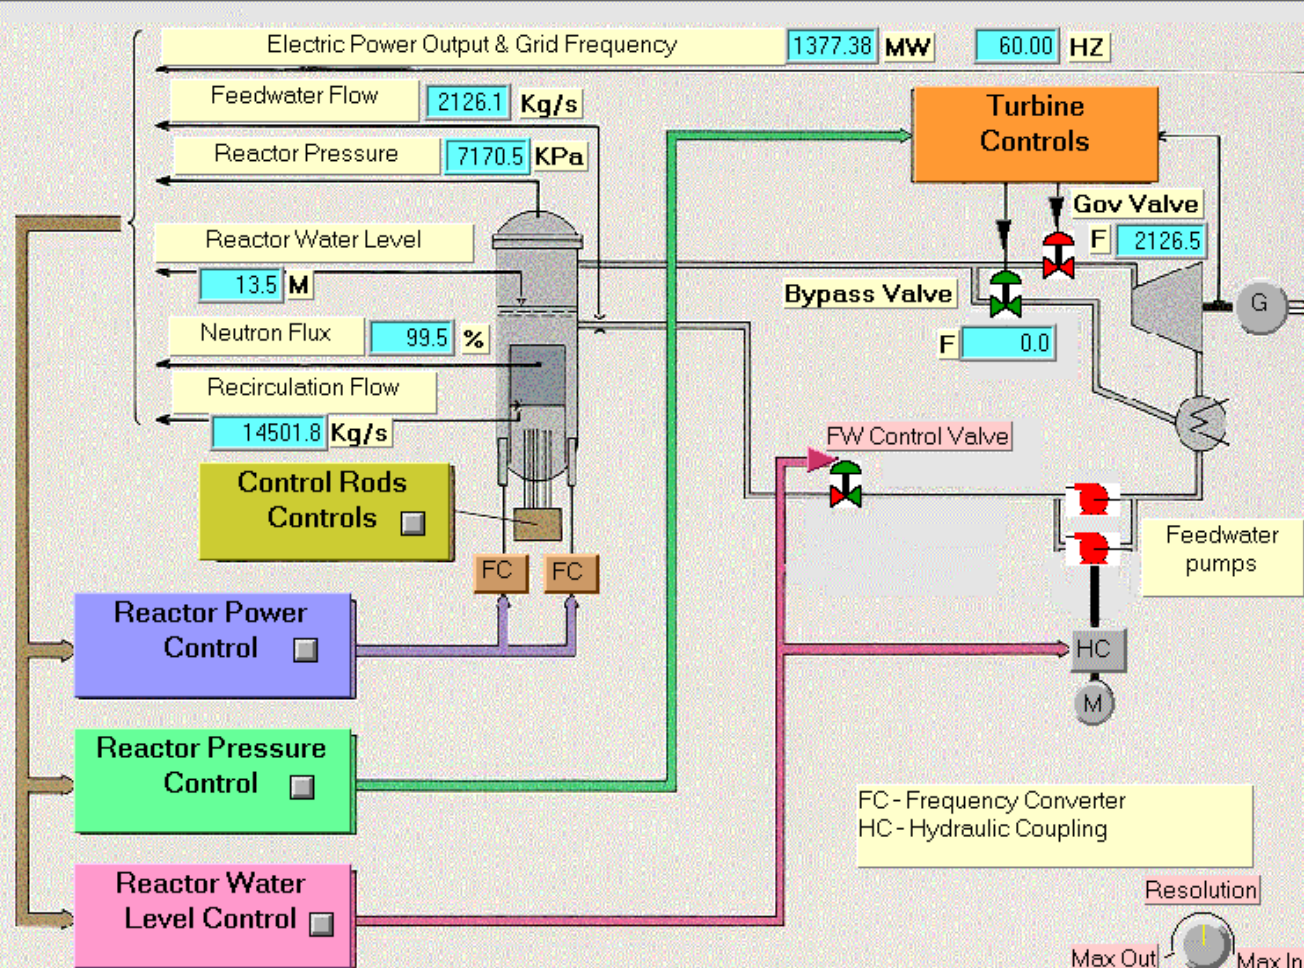 Electric Power Output & Grid Frequency 1377.38 MW 60.00 HZ
Feedwater Flow 2126.1 Kg/s
Reactor Pressure 7170.5 KPa
Turbine
Controls
Gov Valve
F 2126.5
Reactor Water Level
13.5 M
Bypass Valve
F 0.0
G
Neutron Flux 99.5 %
Recirculation Flow
14501.8 Kg/s
FW Control Valve
Control Rods
Controls
Feedwater
pumps
FC FC
Reactor Power
Control
HC
M
Reactor Pressure
Control
FC - Frequency Converter
HC - Hydraulic Coupling
Reactor Water
Level Control
Resolution
Max Out Max In